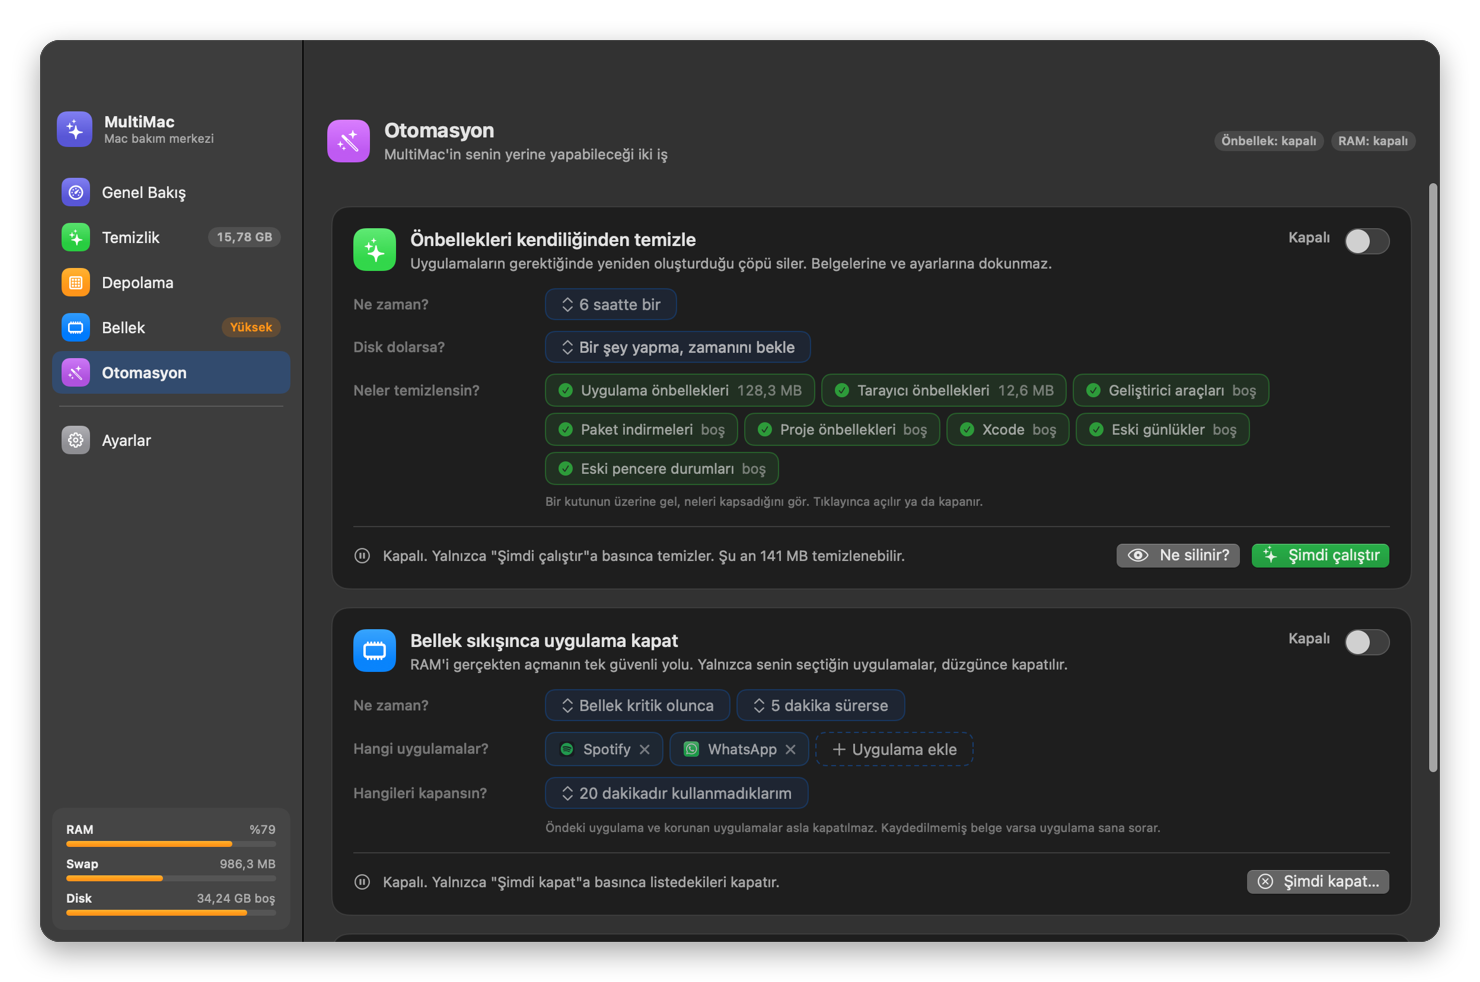 MultiMac
Mac bakım merkezi
Genel Bakış
Temizlik 15,78 GB
Depolama
Bellek Yüksek
Otomasyon
Ayarlar
RAM %79
Swap 986,3 MB
Disk 34,24 GB boş
Otomasyon
MultiMac'in senin yerine yapabileceği iki iş
Önbellek: kapalı RAM: kapalı
Önbellekleri kendiliğinden temizle
Kapalı
Uygulamaların gerektiğinde yeniden oluşturduğu çöpü siler. Belgelerine ve ayarlarına dokunmaz.
Ne zaman? 6 saatte bir
Disk dolarsa? Bir şey yapma, zamanını bekle
Neler temizlensin? Uygulama önbellekleri 128,3 MB Tarayıcı önbellekleri 12,6 MB Geliştirici araçları boş
Paket indirmeleri boş Proje önbellekleri boş Xcode boş Eski günlükler boş
Eski pencere durumları boş
Bir kutunun üzerine gel, neleri kapsadığını gör. Tıklayınca açılır ya da kapanır.
Kapalı. Yalnızca "Şimdi çalıştır"a basınca temizler. Şu an 141 MB temizlenebilir. Ne silinir? Şimdi çalıştır
Bellek sıkışınca uygulama kapat
Kapalı
RAM'i gerçekten açmanın tek güvenli yolu. Yalnızca senin seçtiğin uygulamalar, düzgünce kapatılır.
Ne zaman? Bellek kritik olunca 5 dakika sürerse
Hangi uygulamalar? Spotify WhatsApp Uygulama ekle
Hangileri kapansın? 20 dakikadır kullanmadıklarım
Öndeki uygulama ve korunan uygulamalar asla kapatılmaz. Kaydedilmemiş belge varsa uygulama sana sorar.
Kapalı. Yalnızca "Şimdi kapat"a basınca listedekileri kapatır. Şimdi kapat...